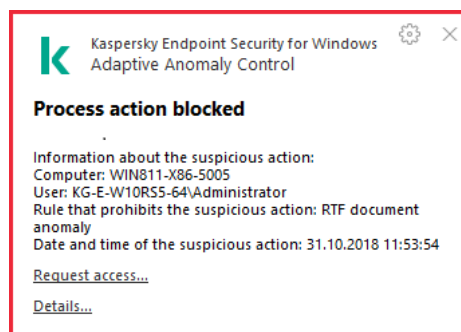 Kaspersky Endpoint Security for Windows
Adaptive Anomaly Control
Process action blocked
.
Information about the suspicious action:
Computer: WIN811-X86-5005
User: KG-E-W10RS5-64\Administrator
Rule that prohibits the suspicious action: RTF document
anomaly
Date and time of the suspicious action: 31.10.2018 11:53:54
Request access...
Details...